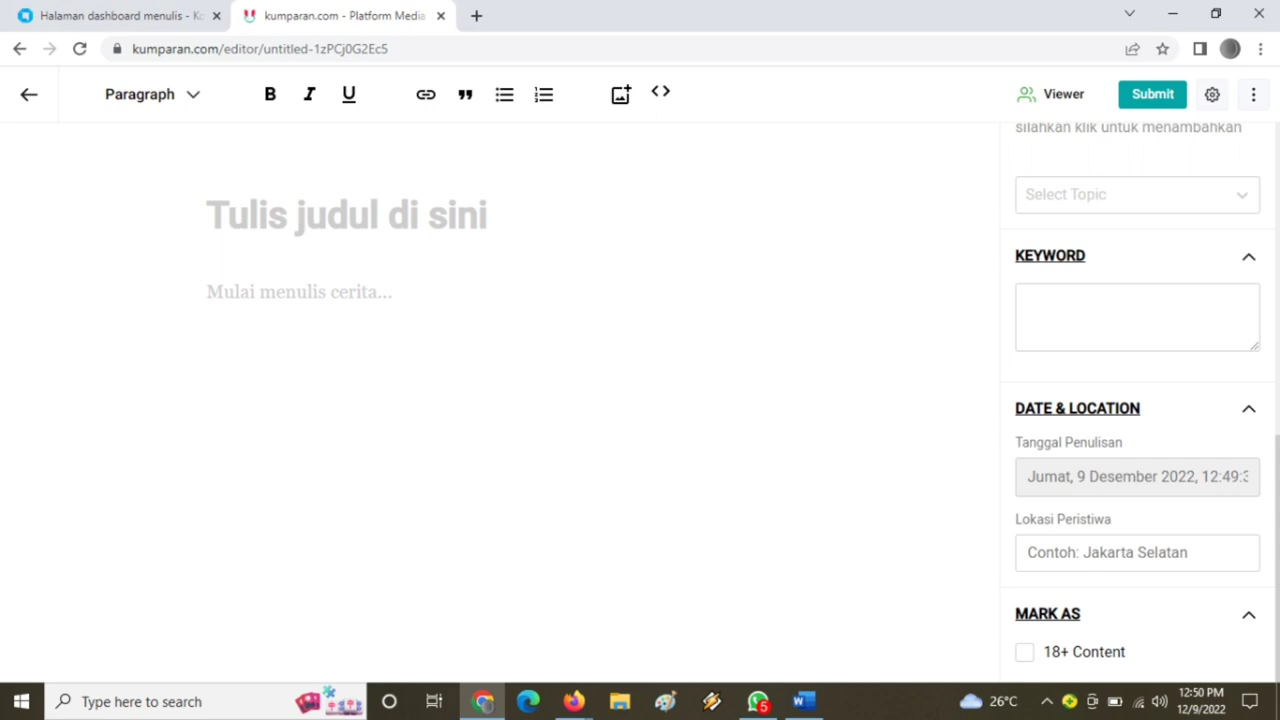 Halaman dashboard menulis - Ko
kumparan.com - Platform Media
kumparan.com/editor/untitled-1zPCj0G2Ec5
Paragraph
B I U
Viewer
Submit
silahkan klik untuk menambahkan
Tulis judul di sini
Select Topic
KEYWORD
Mulai menulis cerita...
DATE & LOCATION
Tanggal Penulisan
Jumat, 9 Desember 2022, 12:49:3
Lokasi Peristiwa
Contoh: Jakarta Selatan
MARK AS
18+ Content
Type here to search
5
26°C
12:50 PM
12/9/2022